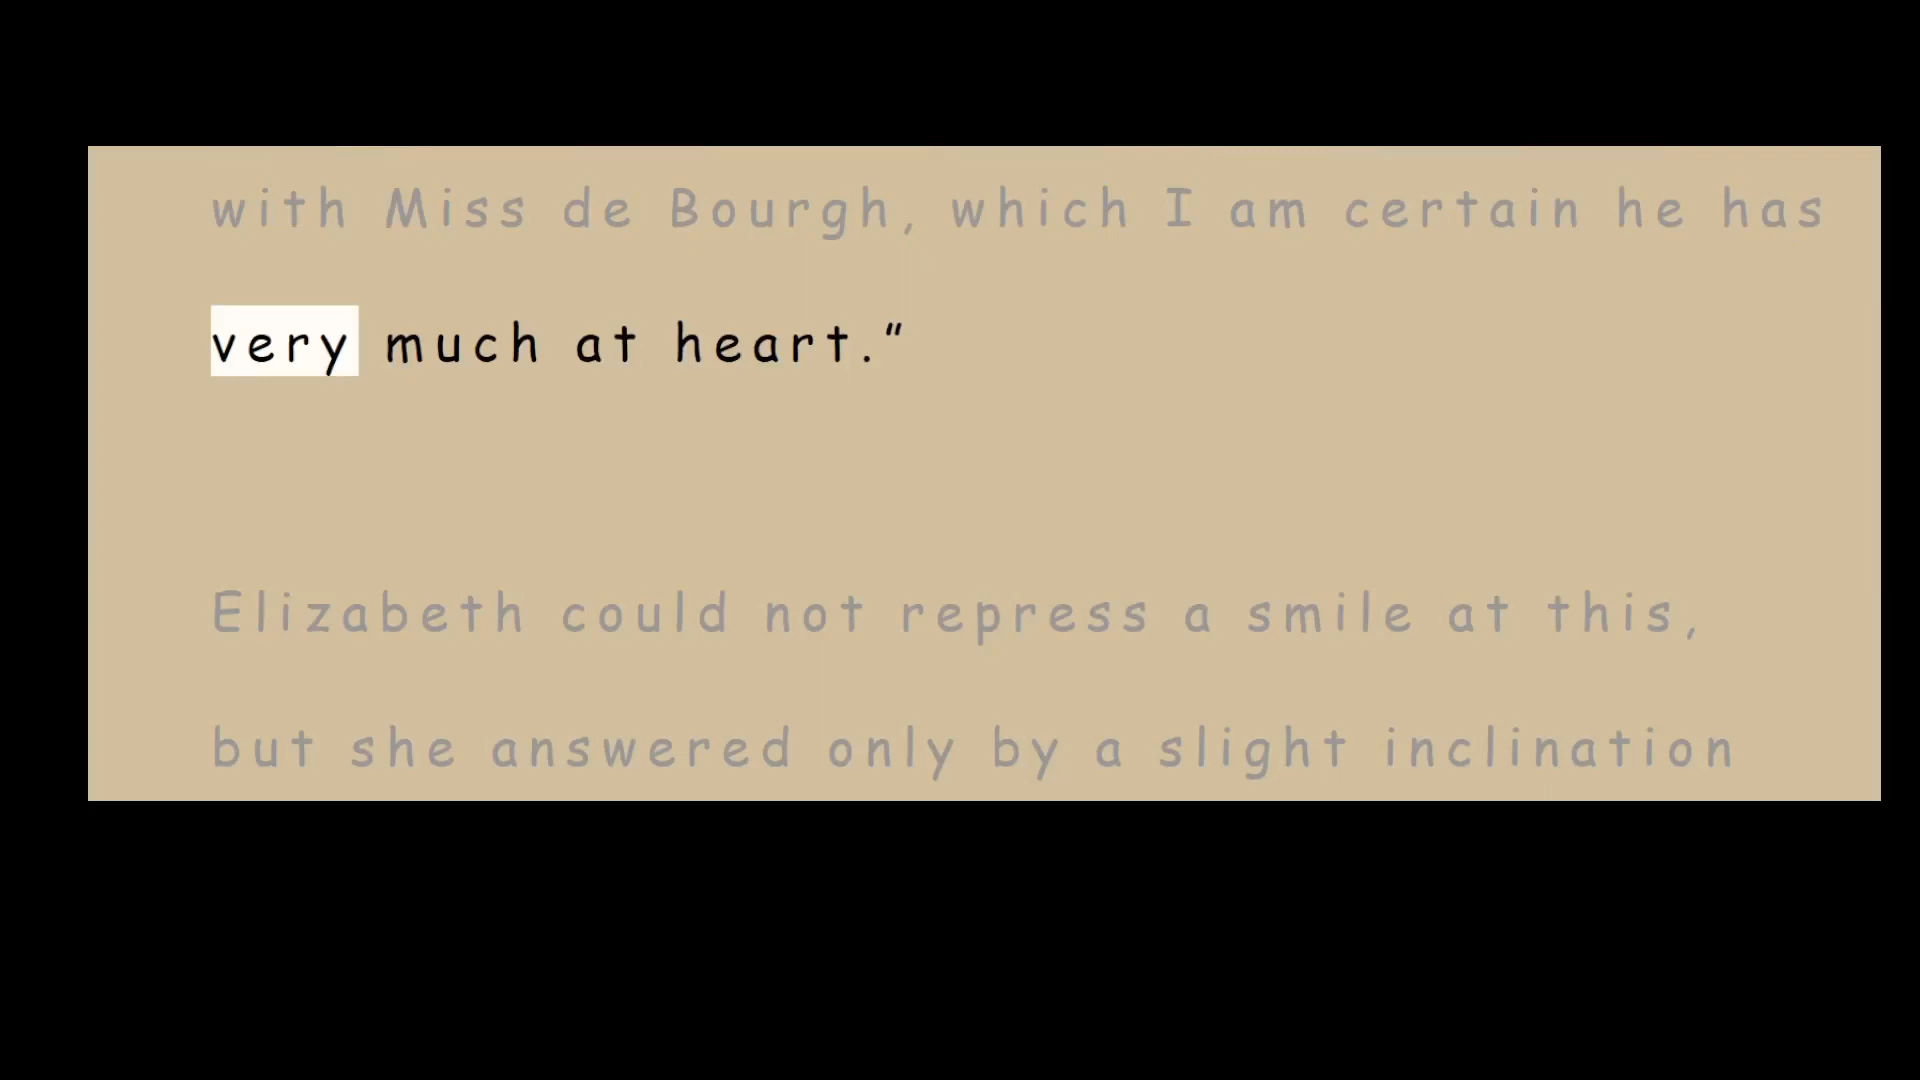 with Miss de Bourgh, which I am certain he has
very much at heart.”
Elizabeth could not repress a smile at this,
but she answered only by a slight inclination